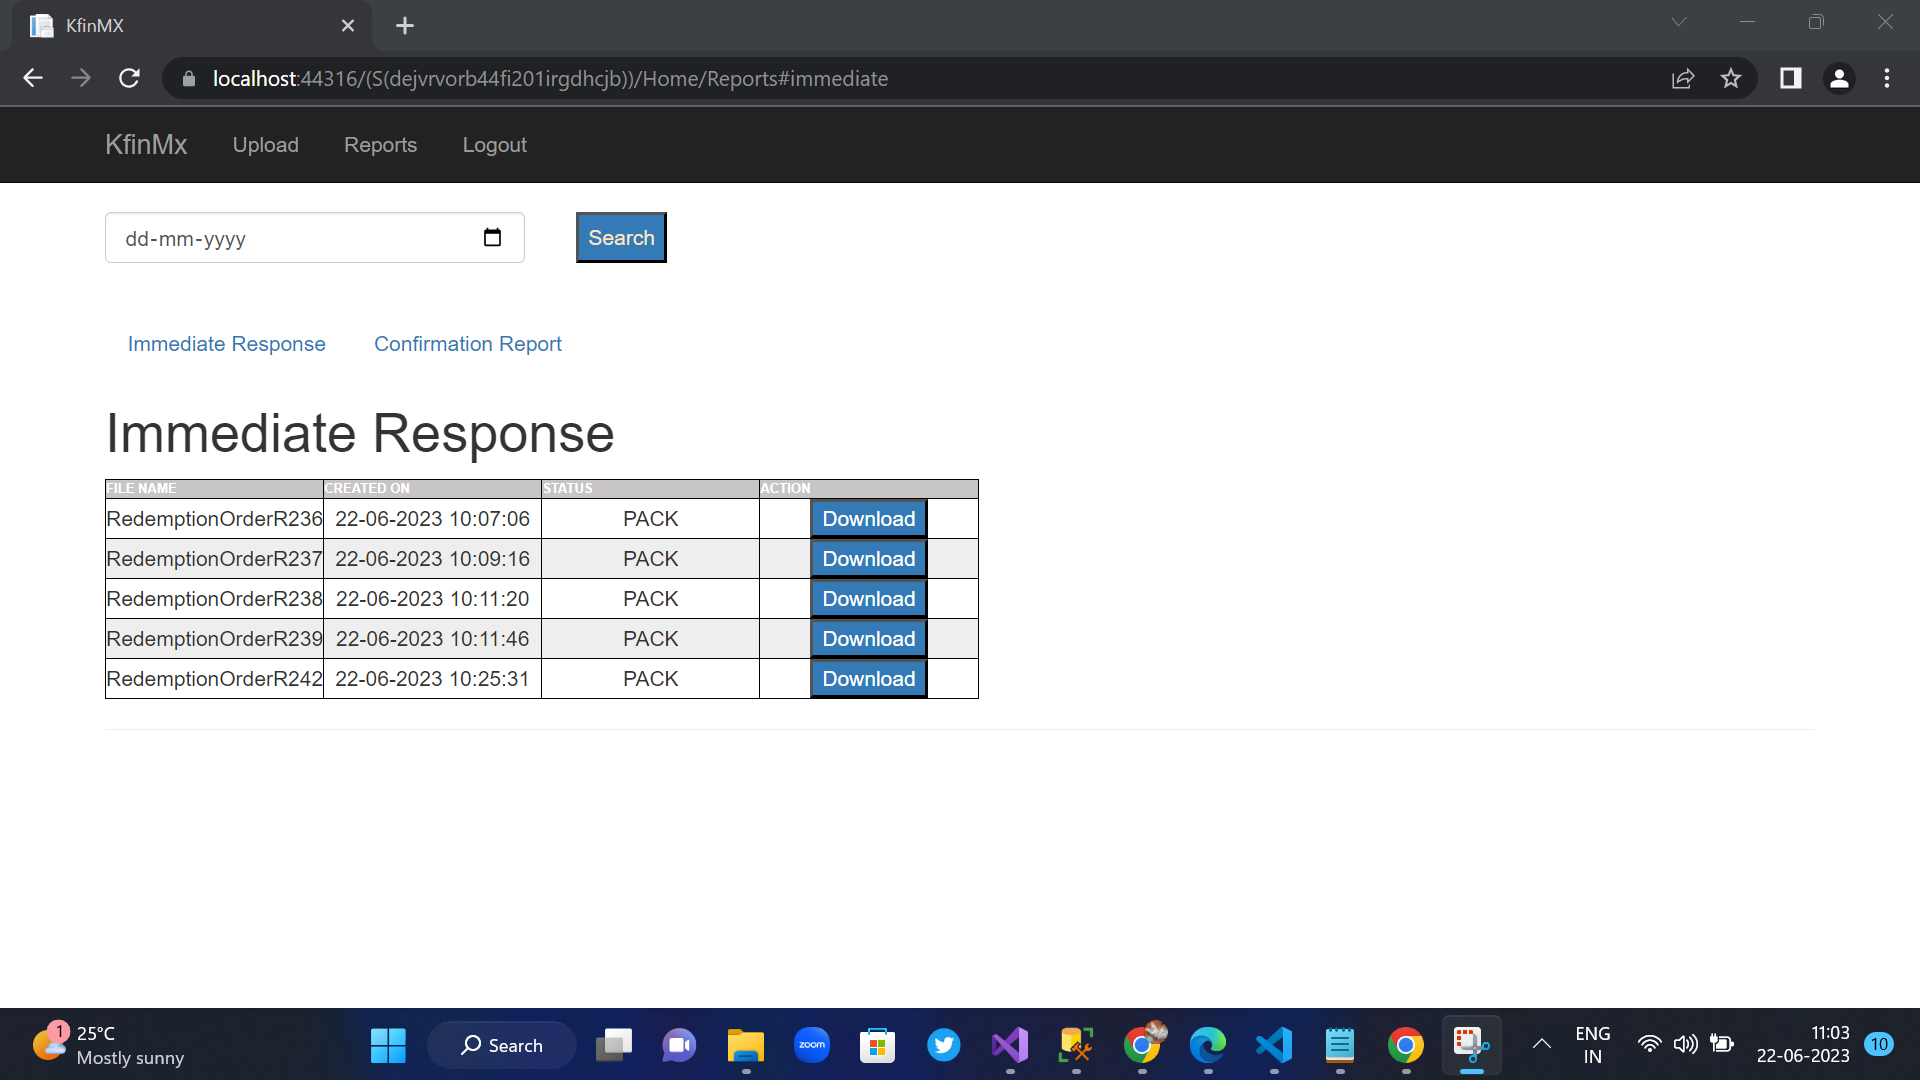 KfinMX
localhost:44316/(S(dejvrvorb44fi201irgdhcjb))/Home/Reports#immediate
KfinMx Upload Reports Logout
dd-mm-yyyy Search
Immediate Response Confirmation Report
Immediate Response
FILE NAME CREATED ON STATUS ACTION
RedemptionOrderR236 22-06-2023 10:07:06 PACK Download
RedemptionOrderR237 22-06-2023 10:09:16 PACK Download
RedemptionOrderR238 22-06-2023 10:11:20 PACK Download
RedemptionOrderR239 22-06-2023 10:11:46 PACK Download
RedemptionOrderR242 22-06-2023 10:25:31 PACK Download
1
25°C
Mostly sunny
Search
zoom
ENG
IN
11:03
22-06-2023
10